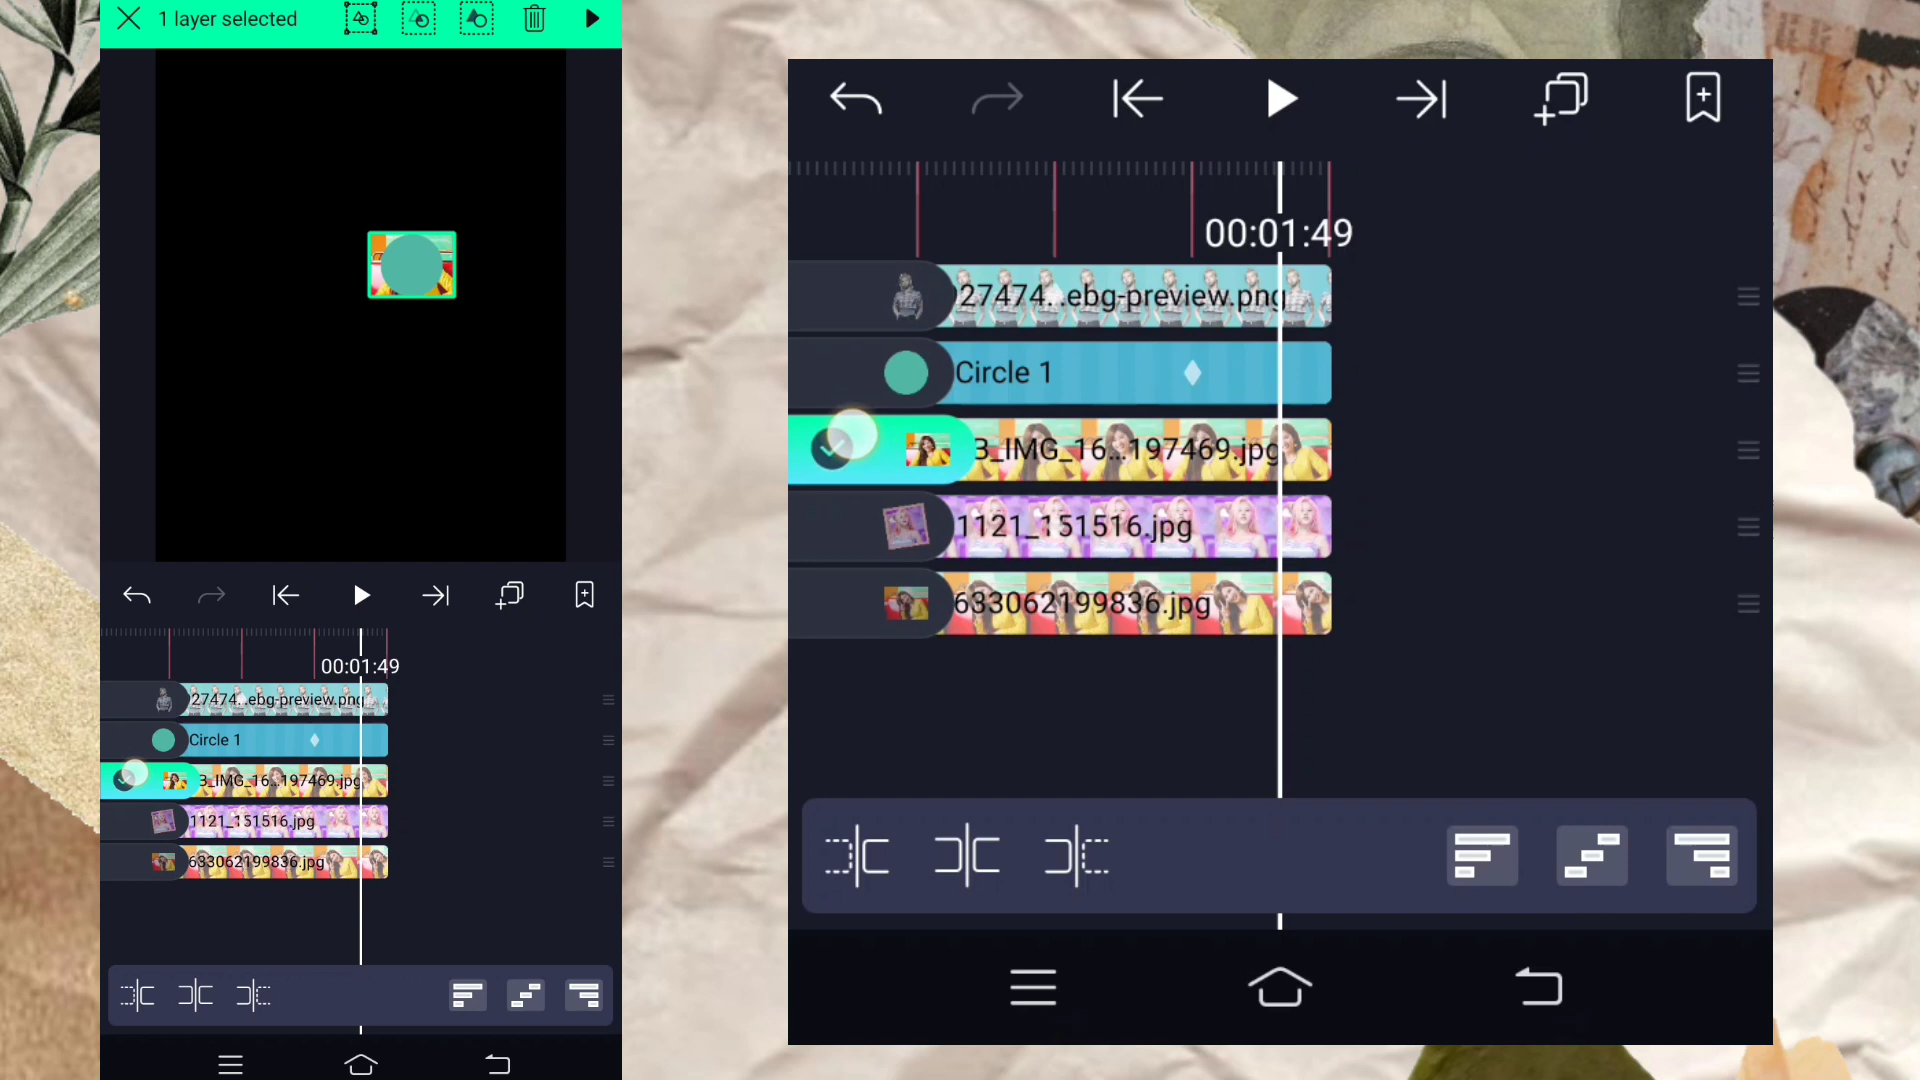 1 layer selected
00:01:49
27474...ebg-preview.png
Circle 1
3_IMG_16...197469.jpg
1121_151516.jpg
633062199836.jpg
00:01:49
27474...ebg-preview.png
Circle 1
3_IMG_16...197469.jpg
1121_151516.jpg
633062199836.jpg